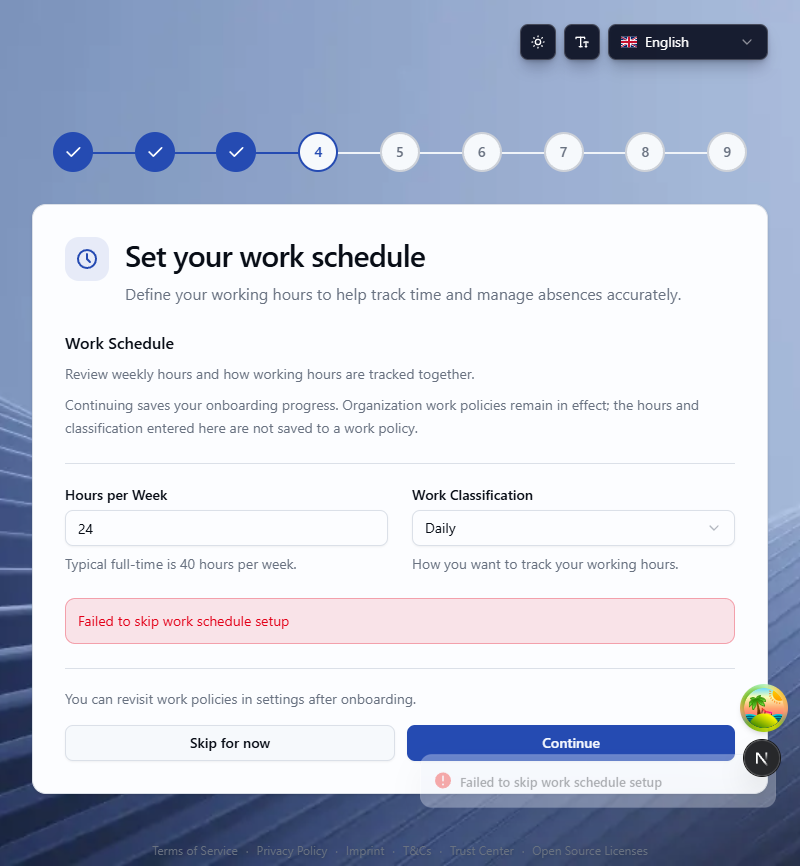 English
4
5
6
7
8
9
Set your work schedule
Define your working hours to help track time and manage absences accurately.
Work Schedule
Review weekly hours and how working hours are tracked together.
Continuing saves your onboarding progress. Organization work policies remain in effect; the hours and
classification entered here are not saved to a work policy.
Hours per Week
Work Classification
24
Daily
Typical full-time is 40 hours per week.
How you want to track your working hours.
Failed to skip work schedule setup
You can revisit work policies in settings after onboarding.
Skip for now
Continue
N
Failed to skip work schedule setup
Terms of Service · Privacy Policy · Imprint · T&Cs · Trust Center · Open Source Licenses